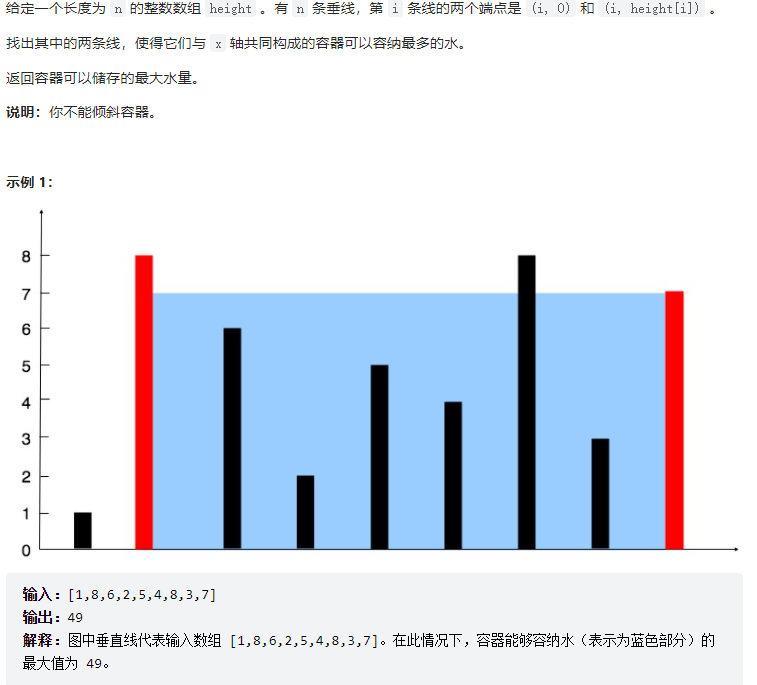 给定一个长度为 n 的整数数组 height 。有 n 条垂线，第 i 条线的两个端点是 (i, 0) 和 (i, height[i]) 。
找出其中的两条线，使得它们与 x 轴共同构成的容器可以容纳最多的水。
返回容器可以储存的最大水量。
说明：你不能倾斜容器。
示例 1：
8
7
6
5
4
3
2
1
0
输入：[1,8,6,2,5,4,8,3,7]
输出：49
解释：图中垂直线代表输入数组 [1,8,6,2,5,4,8,3,7]。在此情况下，容器能够容纳水（表示为蓝色部分）的
最大值为 49。